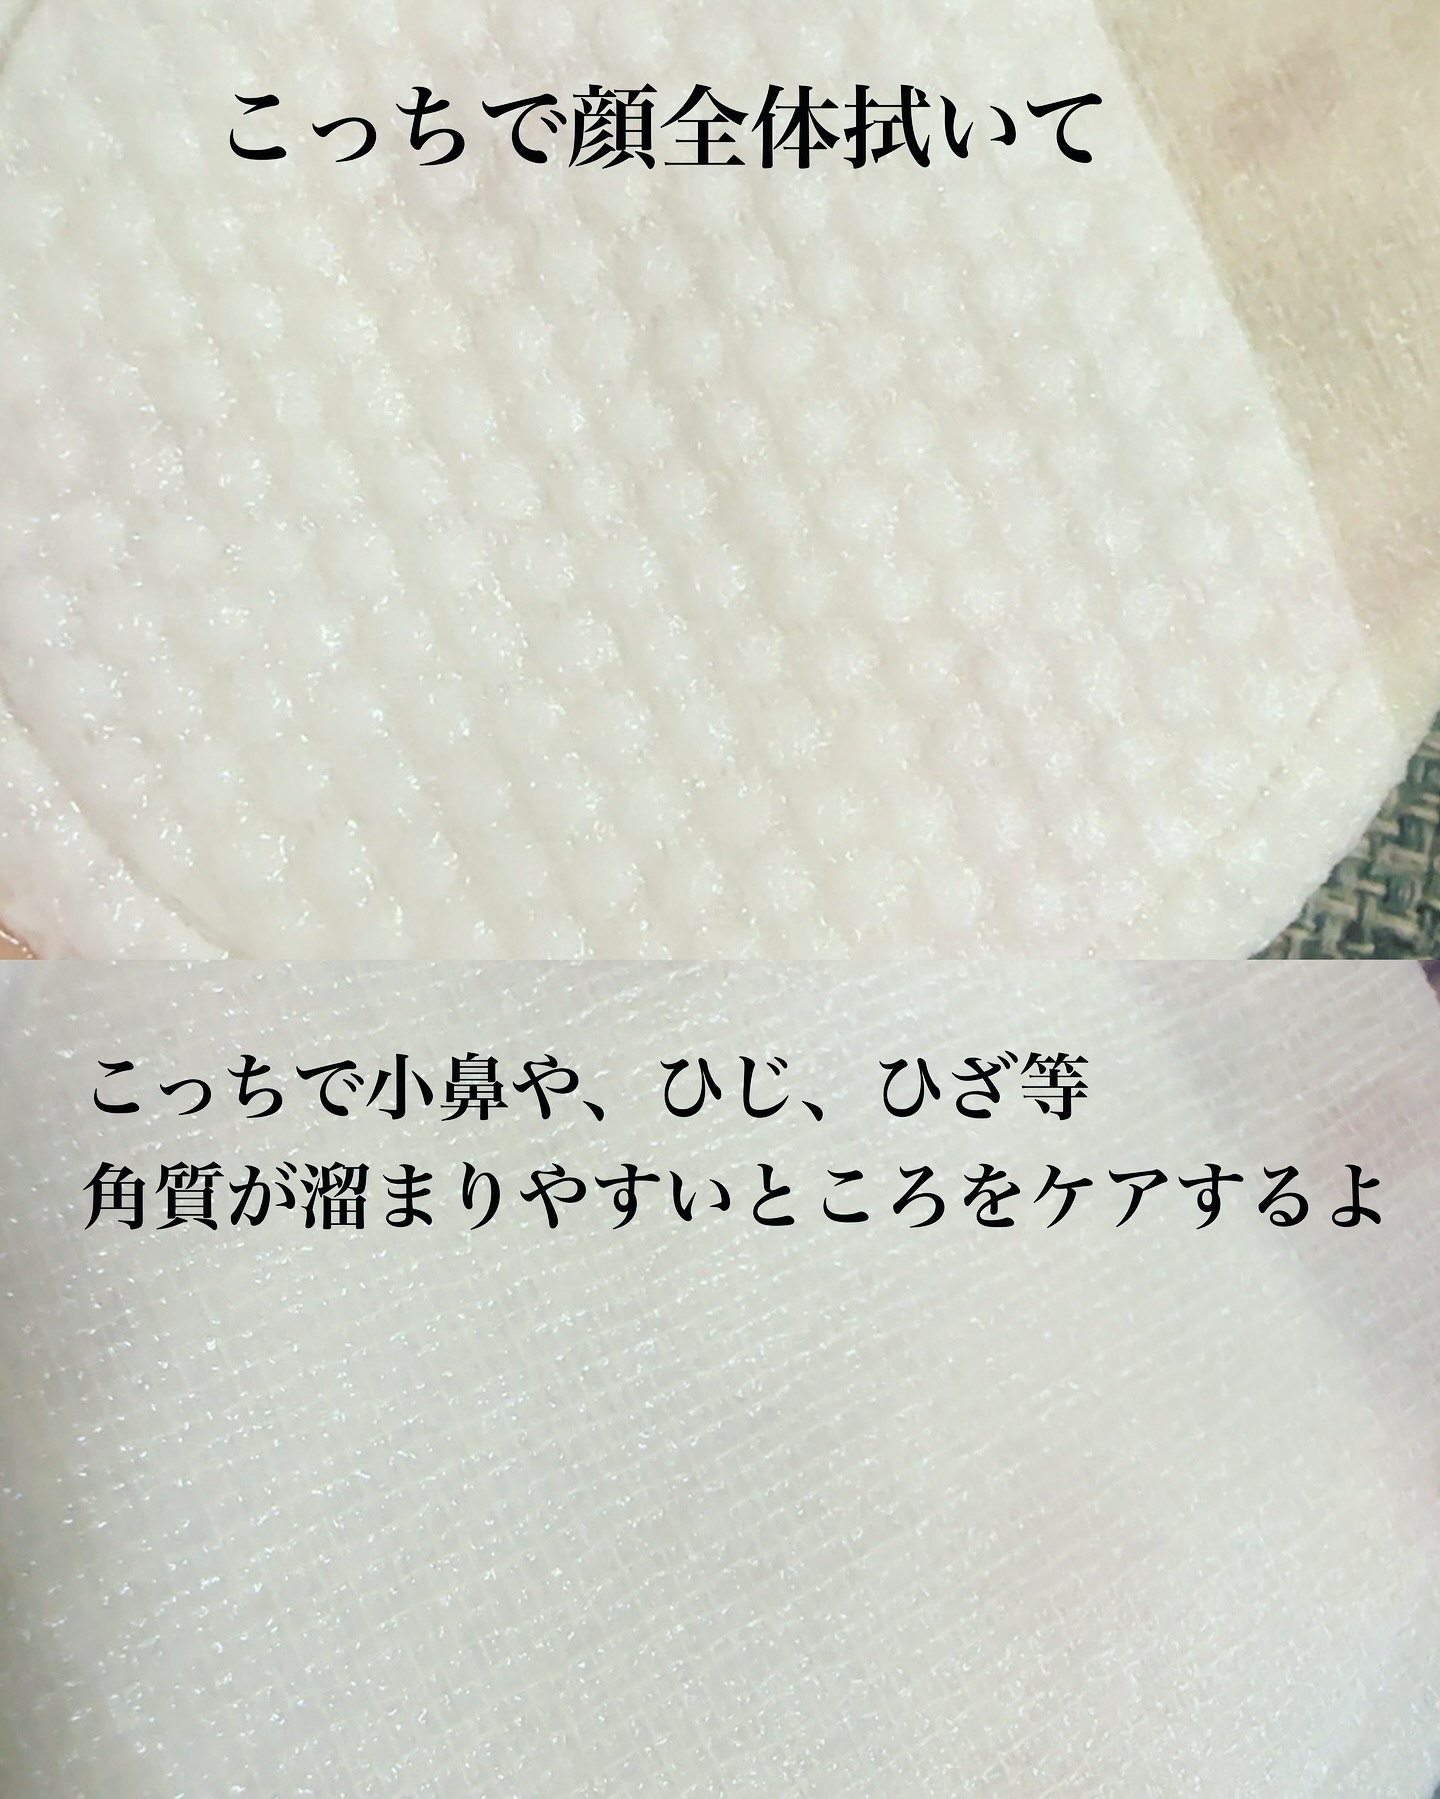 こっちで顔全体拭いて
こっちで小鼻や、ひじ、ひざ等
角質が溜まりやすいところをケアするよ